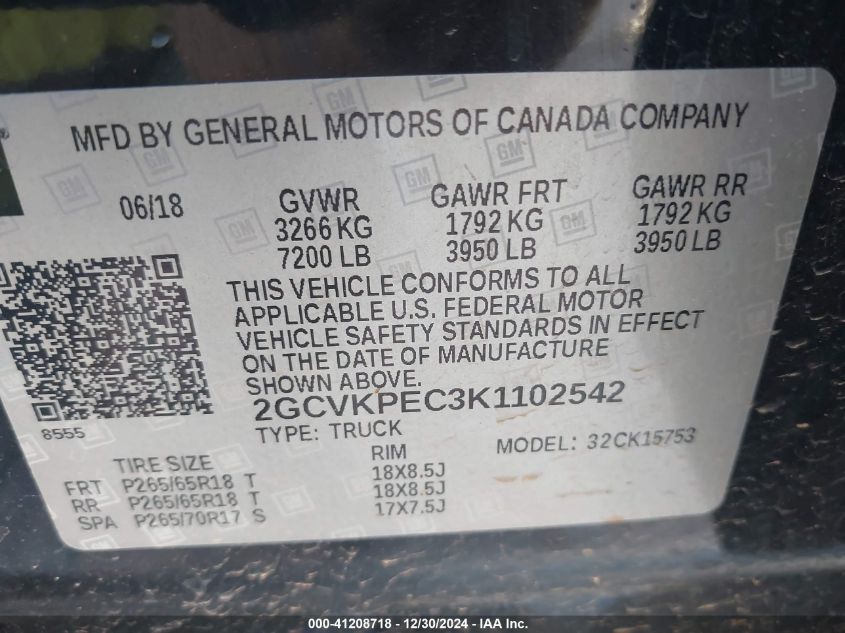 MFD BY GENERAL MOTORS OF CANADA COMPANY
06/18 GVWR GAWR FRT GAWR RR
3266 KG 1792 KG 1792 KG
7200 LB 3950 LB 3950 LB
THIS VEHICLE CONFORMS TO ALL
APPLICABLE U.S. FEDERAL MOTOR
VEHICLE SAFETY STANDARDS IN EFFECT
ON THE DATE OF MANUFACTURE
SHOWN ABOVE.
2GCVKPEC3K1102542
8555 TYPE: TRUCK MODEL: 32CK15753
TIRE SIZE RIM
FRT P265/65R18 T 18X8.5J
RR P265/65R18 T 18X8.5J
SPA P265/70R17 S 17X7.5J
000-41208718 - 12/30/2024 - IAA Inc.